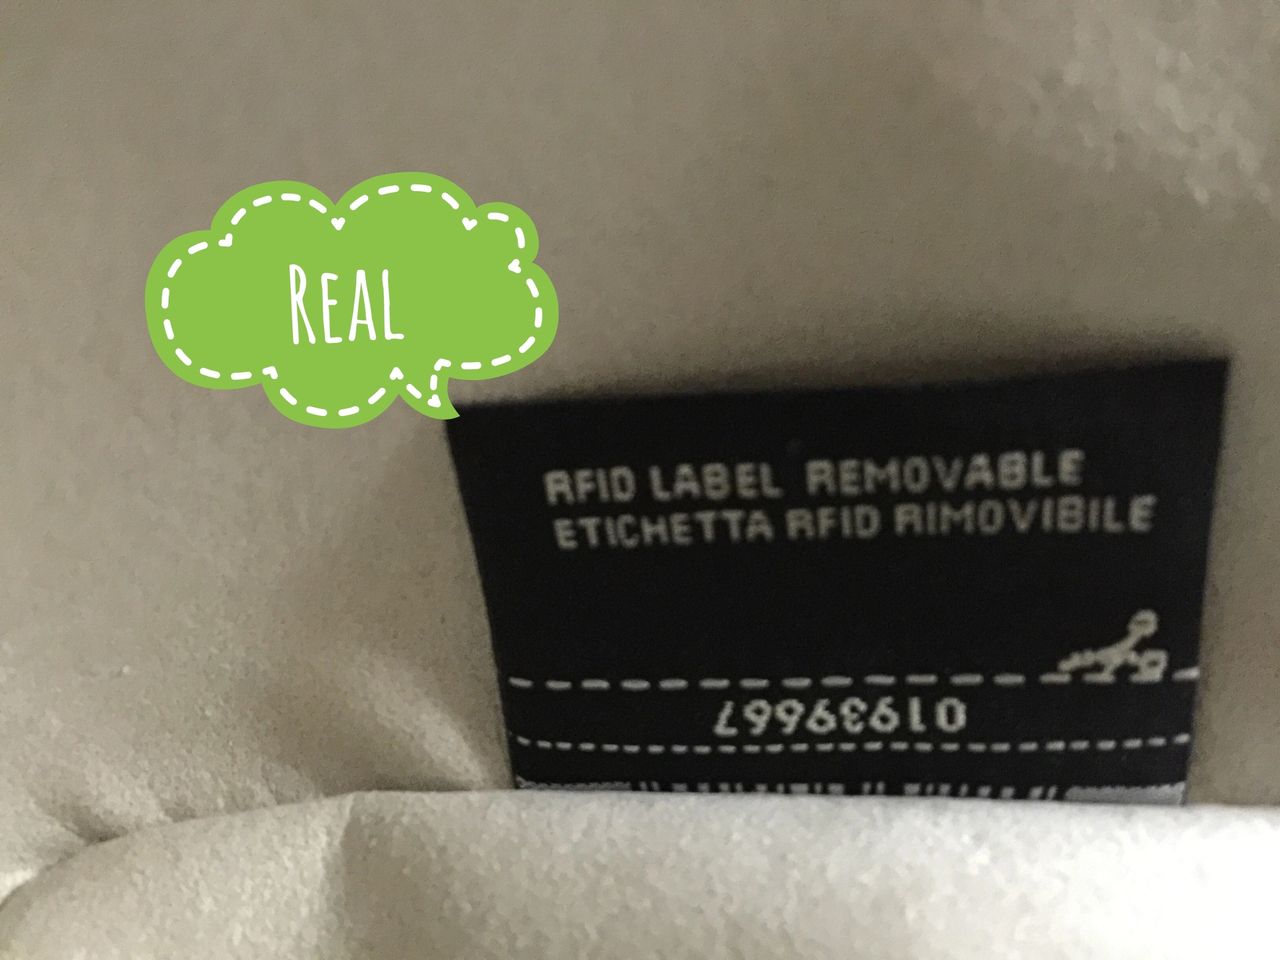 REAL
RFID LABEL REMOVABLE
ETICHETTA RFID RIMOVIBILE
01939667